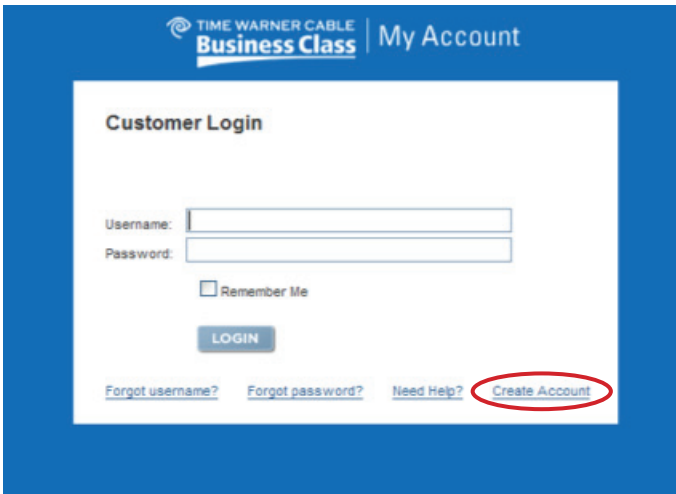 TIME WARNER CABLE
Business Class | My Account
Customer Login
Username:
Password:
Remember Me
LOGIN
Forgot username? Forgot password? Need Help? Create Account